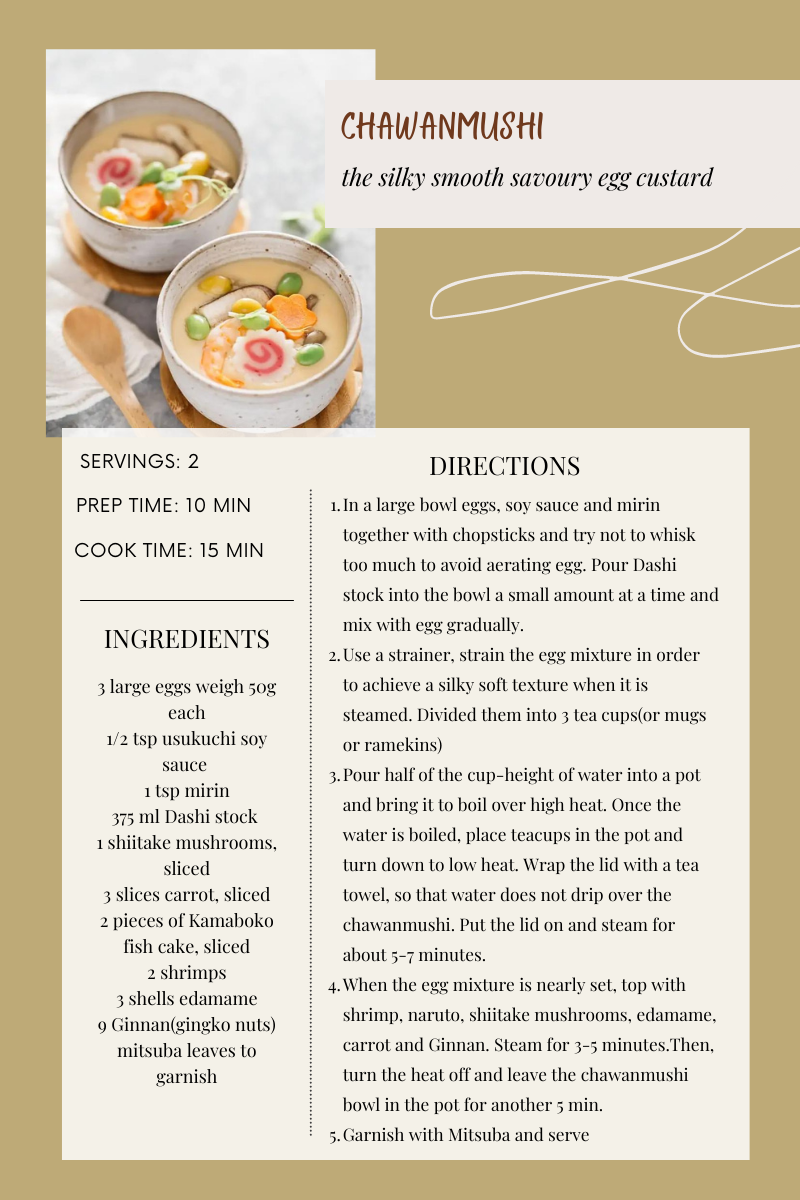 CHAWANMUSHI
the silky smooth savoury egg custard
SERVINGS: 2
PREP TIME: 10 MIN
COOK TIME: 15 MIN
INGREDIENTS
3 large eggs weigh 50g
each
1/2 tsp usukuchi soy
sauce
1 tsp mirin
375 ml Dashi stock
1 shiitake mushrooms,
sliced
3 slices carrot, sliced
2 pieces of Kamaboko
fish cake, sliced
2 shrimps
3 shells edamame
9 Ginnan(gingko nuts)
mitsuba leaves to
garnish
DIRECTIONS
1. In a large bowl eggs, soy sauce and mirin
together with chopsticks and try not to whisk
too much to avoid aerating egg. Pour Dashi
stock into the bowl a small amount at a time and
mix with egg gradually.
2. Use a strainer, strain the egg mixture in order
to achieve a silky soft texture when it is
steamed. Divided them into 3 tea cups(or mugs
or ramekins)
3. Pour half of the cup-height of water into a pot
and bring it to boil over high heat. Once the
water is boiled, place teacups in the pot and
turn down to low heat. Wrap the lid with a tea
towel, so that water does not drip over the
chawanmushi. Put the lid on and steam for
about 5-7 minutes.
4. When the egg mixture is nearly set, top with
shrimp, naruto, shiitake mushrooms, edamame,
carrot and Ginnan. Steam for 3-5 minutes.Then,
turn the heat off and leave the chawanmushi
bowl in the pot for another 5 min.
5. Garnish with Mitsuba and serve